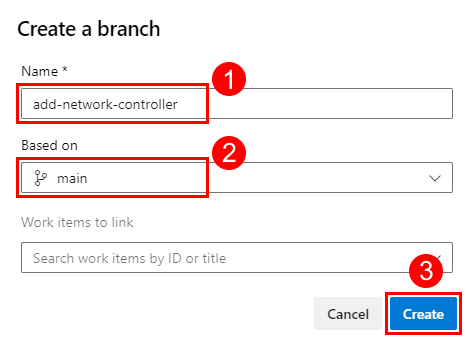 Create a branch
Name *
1
add-network-controller
Based on
2
main
Work items to link
Search work items by ID or title
3
Cancel
Create